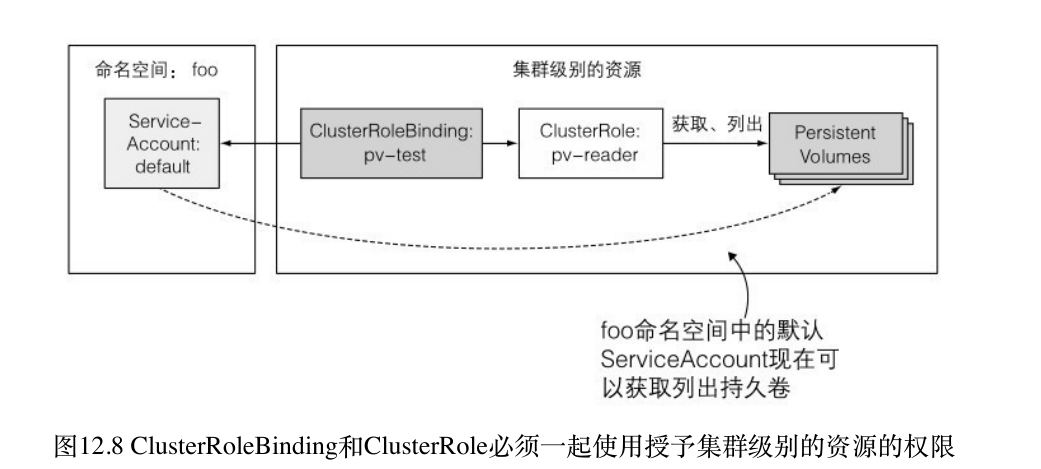 命名空间：foo
集群级别的资源
Service-
Account:
default
ClusterRoleBinding:
pv-test
ClusterRole:
pv-reader
获取、列出
Persistent
Volumes
foo命名空间中的默认
ServiceAccount现在可
以获取列出持久卷
图12.8 ClusterRoleBinding和ClusterRole必须一起使用授予集群级别的资源的权限